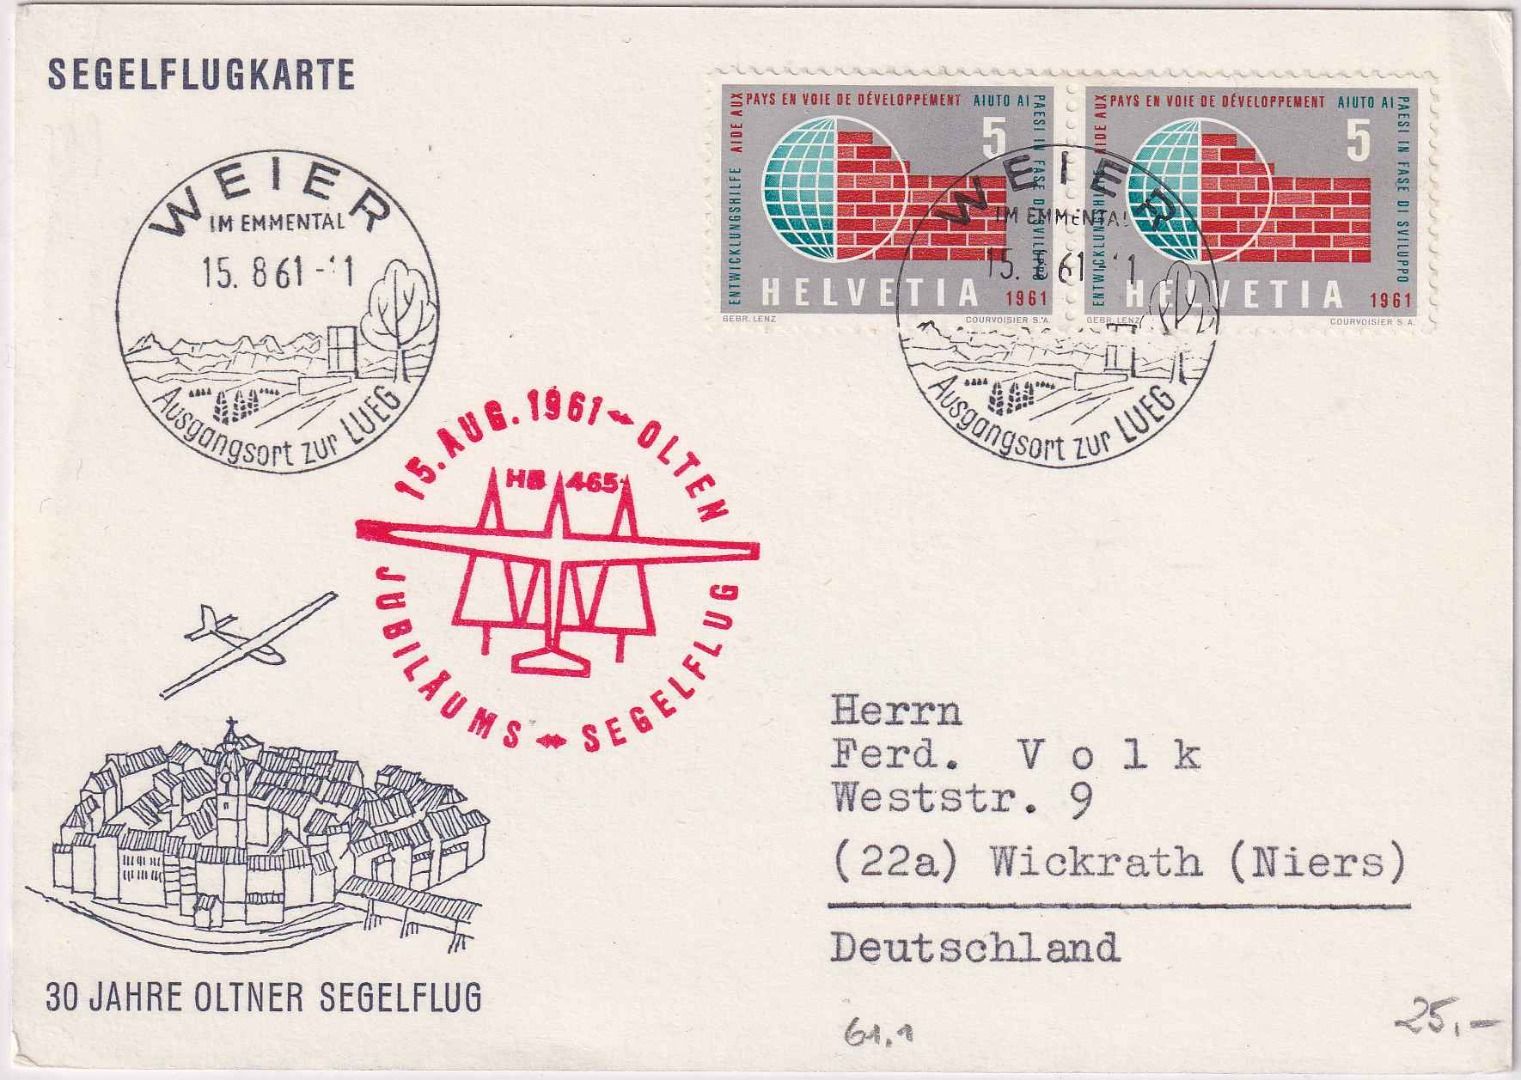 SEGELFLUGKARTE
ENTWICKLUNGSHILFE AIDE AUX PAYS EN VOIE DE DÉVELOPPEMENT AIUTO AI PAESI IN FASE DI SVILUPPO
5
HELVETIA 1961
GEBR. LENZ COURVOISIER S.A.
ENTWICKLUNGSHILFE AIDE AUX PAYS EN VOIE DE DÉVELOPPEMENT AIUTO AI PAESI IN FASE DI SVILUPPO
5
HELVETIA 1961
GEBR. LENZ COURVOISIER S.A.
WEIER
IM EMMENTAL
15. 8 61 - 11
Ausgangsort zur LUEG
WEIER
IM EMMENTAL
15. 61 - 11
Ausgangsort zur LUEG
15. AUG. 1961 OLTEN
HB 465
JUBILÄUMS SEGELFLUG
Herrn
Ferd. Volk
Weststr. 9
(22a) Wickrath (Niers)
Deutschland
30 JAHRE OLTNER SEGELFLUG
61.1
25,-